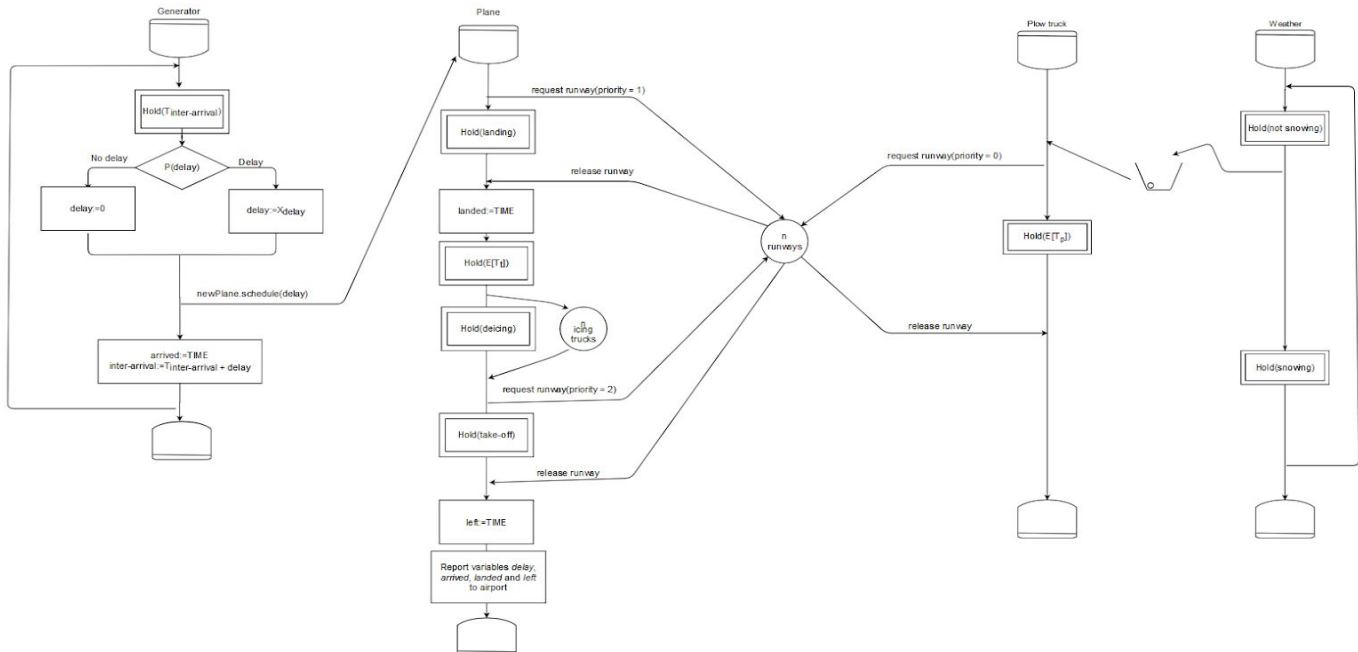 Generator
Hold(Tinter-arrival)
No delay
P(delay)
Delay
delay:=0
delay:=Xdelay
newPlane.schedule(delay)
arrived:=TIME
inter-arrival:=Tinter-arrival + delay
Plane
request runway(priority = 1)
Hold(landing)
release runway
landed:=TIME
Hold(E[Tt])
Hold(deicing)
n
icing
trucks
request runway(priority = 2)
Hold(take-off)
release runway
left:=TIME
Report variables delay,
arrived, landed and left
to airport
n
runways
Plow truck
request runway(priority = 0)
Hold(E[Tp])
release runway
Weather
Hold(not snowing)
Hold(snowing)